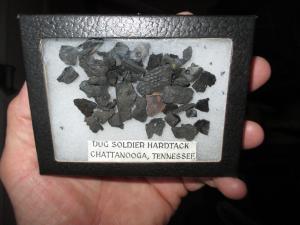 DUG SOLDIER HARDTACK
CHATTANOOGA, TENNESSEE